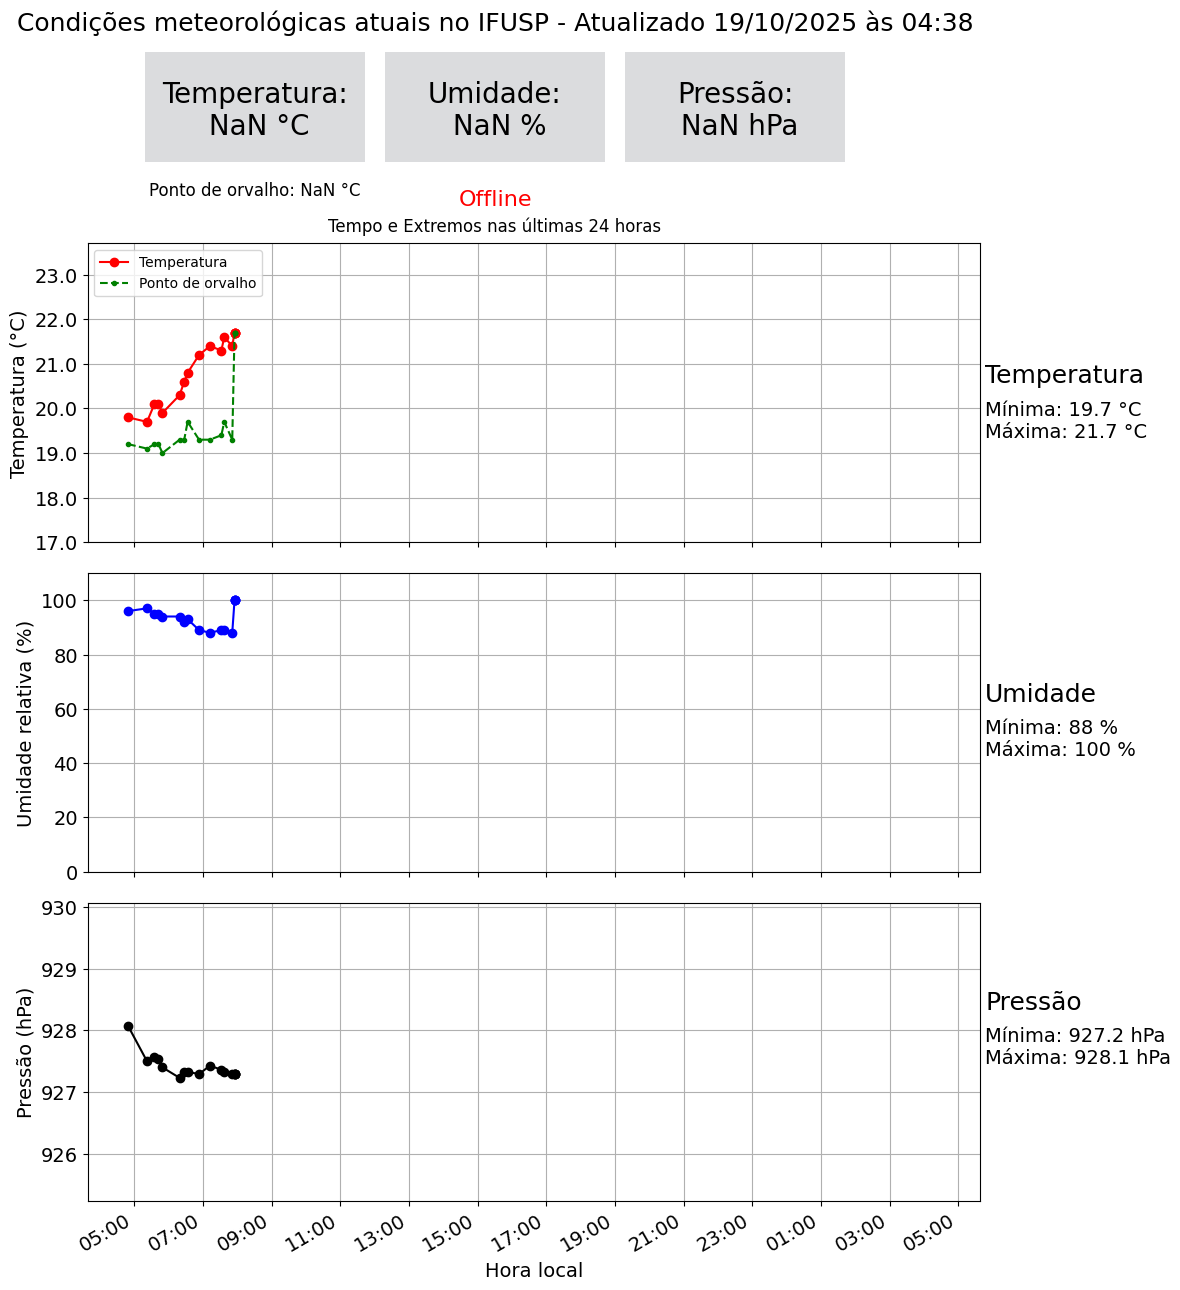 Condições meteorológicas atuais no IFUSP - Atualizado 19/10/2025 às 04:38
Temperatura:
NaN °C
Umidade:
NaN %
Pressão:
NaN hPa
Ponto de orvalho: NaN °C
Offline
Tempo e Extremos nas últimas 24 horas
Temperatura
Ponto de orvalho
Temperatura (°C)
23.0
22.0
21.0
20.0
19.0
18.0
17.0
Temperatura
Mínima: 19.7 °C
Máxima: 21.7 °C
Umidade relativa (%)
100
80
60
40
20
0
Umidade
Mínima: 88 %
Máxima: 100 %
Pressão (hPa)
930
929
928
927
926
Pressão
Mínima: 927.2 hPa
Máxima: 928.1 hPa
05:00 07:00 09:00 11:00 13:00 15:00 17:00 19:00 21:00 23:00 01:00 03:00 05:00
Hora local